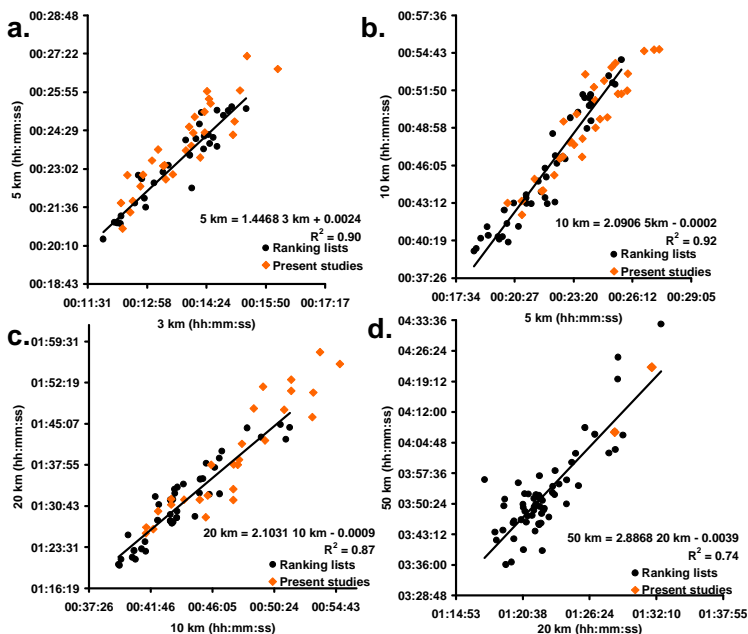 a.
00:28:48
00:27:22
00:25:55
00:24:29
00:23:02
00:21:36
00:20:10
00:18:43
5 km (hh:mm:ss)
5 km = 1.4468 3 km + 0.0024
R² = 0.90
Ranking lists
Present studies
00:11:31 00:12:58 00:14:24 00:15:50 00:17:17
3 km (hh:mm:ss)
b.
00:57:36
00:54:43
00:51:50
00:48:58
00:46:05
00:43:12
00:40:19
00:37:26
10 km (hh:mm:ss)
10 km = 2.0906 5km - 0.0002
R² = 0.92
Ranking lists
Present studies
00:17:34 00:20:27 00:23:20 00:26:12 00:29:05
5 km (hh:mm:ss)
c.
01:59:31
01:52:19
01:45:07
01:37:55
01:30:43
01:23:31
01:16:19
20 km (hh:mm:ss)
20 km = 2.1031 10 km - 0.0009
R² = 0.87
Ranking lists
Present studies
00:37:26 00:41:46 00:46:05 00:50:24 00:54:43
10 km (hh:mm:ss)
d.
04:33:36
04:26:24
04:19:12
04:12:00
04:04:48
03:57:36
03:50:24
03:43:12
03:36:00
03:28:48
50 km (hh:mm:ss)
50 km = 2.8868 20 km -0.0039
R² = 0.74
Ranking lists
Present studies
01:14:53 01:20:38 01:26:24 01:32:10 01:37:55
20 km (hh:mm:ss)